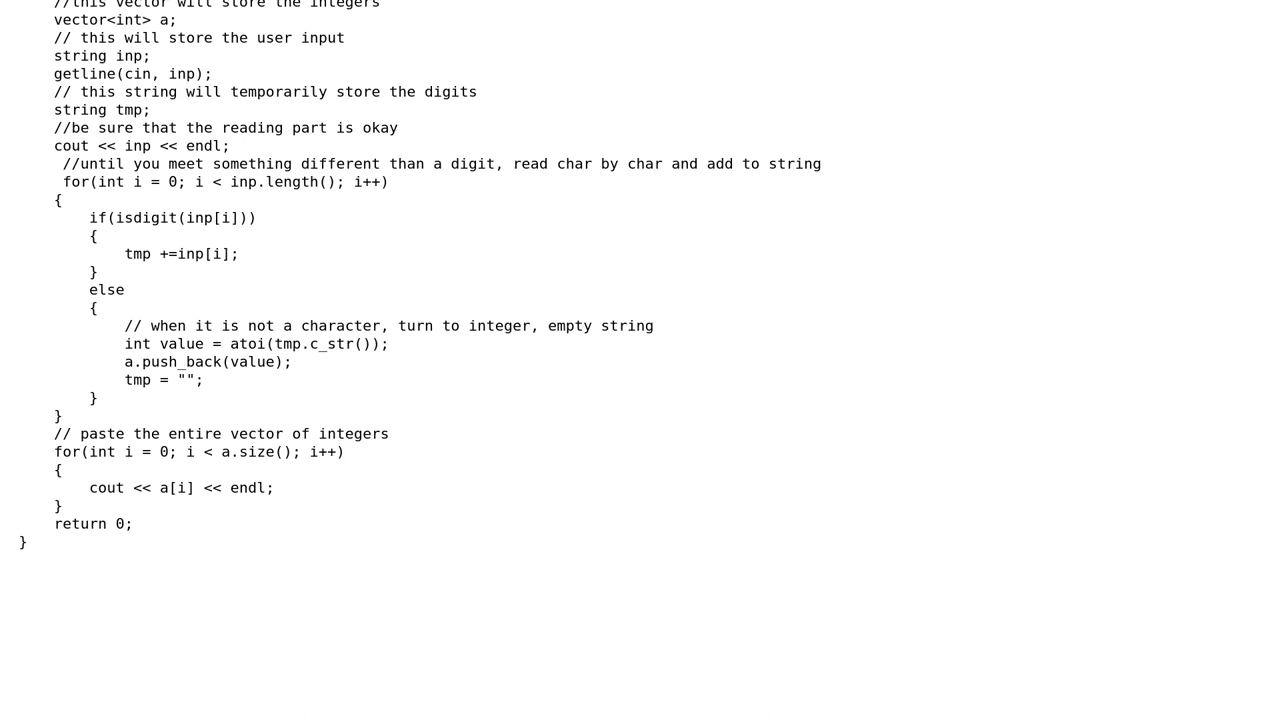 //this vector will store the integers
vector<int> a;
// this will store the user input
string inp;
getline(cin, inp);
// this string will temporarily store the digits
string tmp;
//be sure that the reading part is okay
cout << inp << endl;
//until you meet something different than a digit, read char by char and add to string
for(int i = 0; i < inp.length(); i++)
{
if(isdigit(inp[i]))
{
tmp +=inp[i];
}
else
{
// when it is not a character, turn to integer, empty string
int value = atoi(tmp.c_str());
a.push_back(value);
tmp = "";
}
}
// paste the entire vector of integers
for(int i = 0; i < a.size(); i++)
{
cout << a[i] << endl;
}
return 0;
}